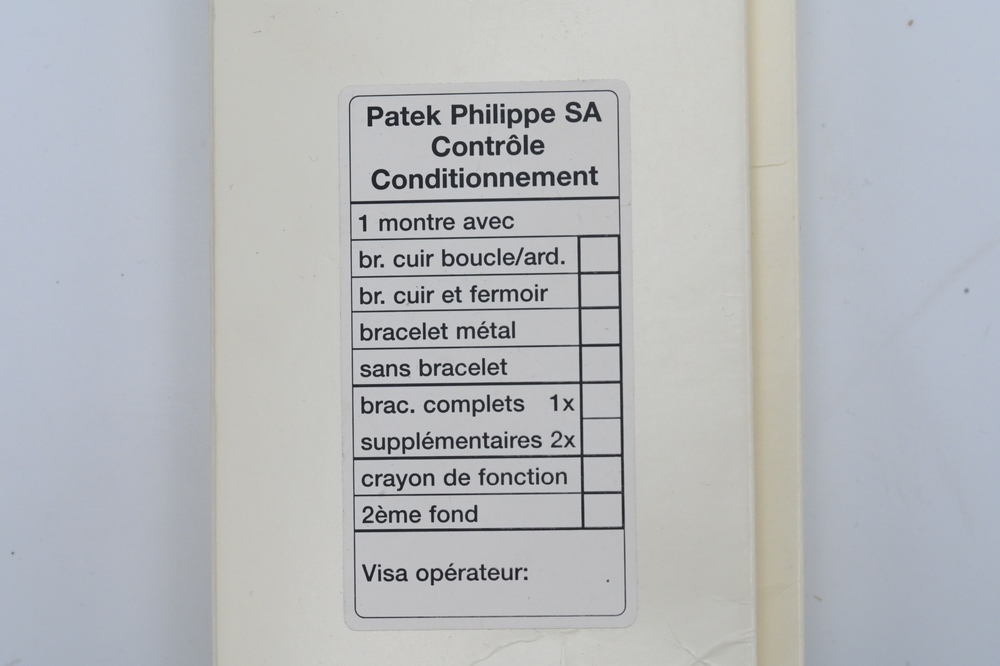 Patek Philippe SA
Contrôle
Conditionnement
1 montre avec
br. cuir boucle/ard.
br. cuir et fermoir
bracelet métal
sans bracelet
brac. complets 1x
supplémentaires 2x
crayon de fonction
2ème fond
Visa opérateur: